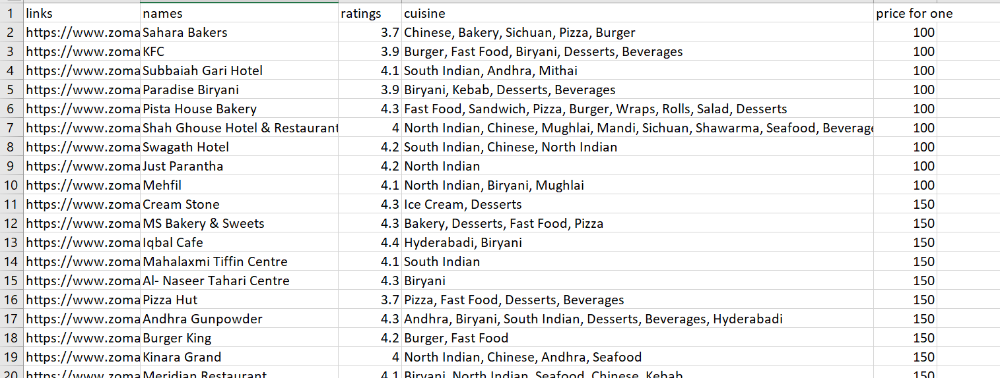 1 links names ratings cuisine price for one
2 https://www.zoma Sahara Bakers 3.7 Chinese, Bakery, Sichuan, Pizza, Burger 100
3 https://www.zoma KFC 3.9 Burger, Fast Food, Biryani, Desserts, Beverages 100
4 https://www.zoma Subbaiah Gari Hotel 4.1 South Indian, Andhra, Mithai 100
5 https://www.zoma Paradise Biryani 3.9 Biryani, Kebab, Desserts, Beverages 100
6 https://www.zoma Pista House Bakery 4.3 Fast Food, Sandwich, Pizza, Burger, Wraps, Rolls, Salad, Desserts 100
7 https://www.zoma Shah Ghouse Hotel & Restaurant 4 North Indian, Chinese, Mughlai, Mandi, Sichuan, Shawarma, Seafood, Beverage 100
8 https://www.zoma Swagath Hotel 4.2 South Indian, Chinese, North Indian 100
9 https://www.zoma Just Parantha 4.2 North Indian 100
10 https://www.zoma Mehfil 4.1 North Indian, Biryani, Mughlai 100
11 https://www.zoma Cream Stone 4.3 Ice Cream, Desserts 150
12 https://www.zoma MS Bakery & Sweets 4.3 Bakery, Desserts, Fast Food, Pizza 150
13 https://www.zoma Iqbal Cafe 4.4 Hyderabadi, Biryani 150
14 https://www.zoma Mahalaxmi Tiffin Centre 4.1 South Indian 150
15 https://www.zoma Al- Naseer Tahari Centre 4.3 Biryani 150
16 https://www.zoma Pizza Hut 3.7 Pizza, Fast Food, Desserts, Beverages 150
17 https://www.zoma Andhra Gunpowder 4.3 Andhra, Biryani, South Indian, Desserts, Beverages, Hyderabadi 150
18 https://www.zoma Burger King 4.2 Burger, Fast Food 150
19 https://www.zoma Kinara Grand 4 North Indian, Chinese, Andhra, Seafood 150
20 https://www.zoma Meridian Restaurant 4.1 Biryani, North Indian, Seafood, Chinese, Kebab 150